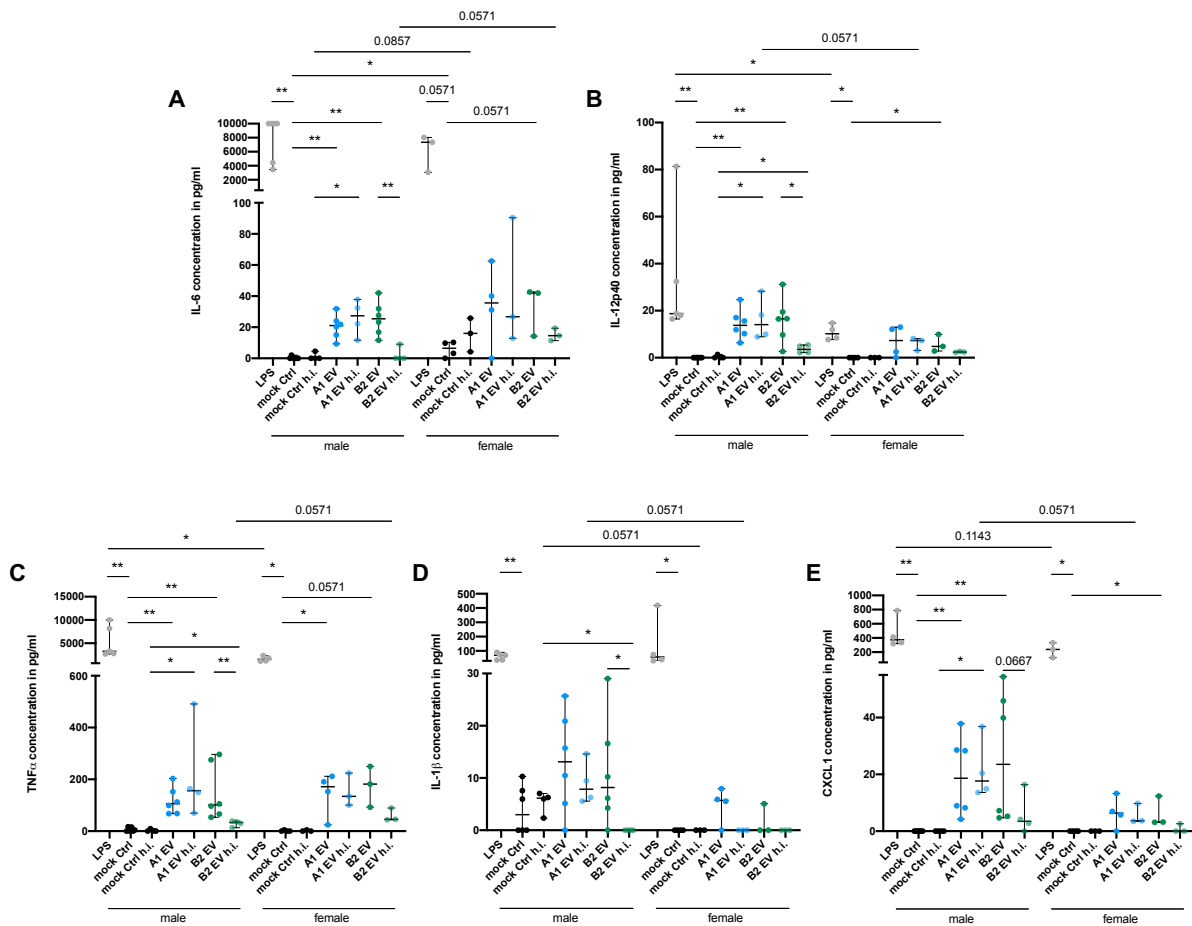 0.0571
0.0857
*
**
0.0571
**
0.0571
**
*
**
A
IL-6 concentration in pg/ml
10000
8000
6000
4000
2000
100
80
60
40
20
0
LPS
mock Ctrl
mock Ctrl h.i.
A1 EV
A1 EV h.i.
B2 EV
B2 EV h.i.
LPS
mock Ctrl
mock Ctrl h.i.
A1 EV
A1 EV h.i.
B2 EV
B2 EV h.i.
male
female
0.0571
*
**
*
**
*
**
*
*
*
B
IL-12p40 concentration in pg/ml
100
80
60
40
20
0
LPS
mock Ctrl
mock Ctrl h.i.
A1 EV
A1 EV h.i.
B2 EV
B2 EV h.i.
LPS
mock Ctrl
mock Ctrl h.i.
A1 EV
A1 EV h.i.
B2 EV
B2 EV h.i.
male
female
0.0571
*
**
*
**
0.0571
**
*
*
*
**
C
TNFα concentration in pg/ml
15000
10000
5000
600
400
200
0
LPS
mock Ctrl
mock Ctrl h.i.
A1 EV
A1 EV h.i.
B2 EV
B2 EV h.i.
LPS
mock Ctrl
mock Ctrl h.i.
A1 EV
A1 EV h.i.
B2 EV
B2 EV h.i.
male
female
0.0571
0.0571
**
*
*
*
D
IL-1β concentration in pg/ml
500
400
300
200
100
30
20
10
0
LPS
mock Ctrl
mock Ctrl h.i.
A1 EV
A1 EV h.i.
B2 EV
B2 EV h.i.
LPS
mock Ctrl
mock Ctrl h.i.
A1 EV
A1 EV h.i.
B2 EV
B2 EV h.i.
male
female
0.0571
0.1143
**
*
**
*
**
*
0.0667
E
CXCL1 concentration in pg/ml
1000
800
600
400
200
40
20
0
LPS
mock Ctrl
mock Ctrl h.i.
A1 EV
A1 EV h.i.
B2 EV
B2 EV h.i.
LPS
mock Ctrl
mock Ctrl h.i.
A1 EV
A1 EV h.i.
B2 EV
B2 EV h.i.
male
female